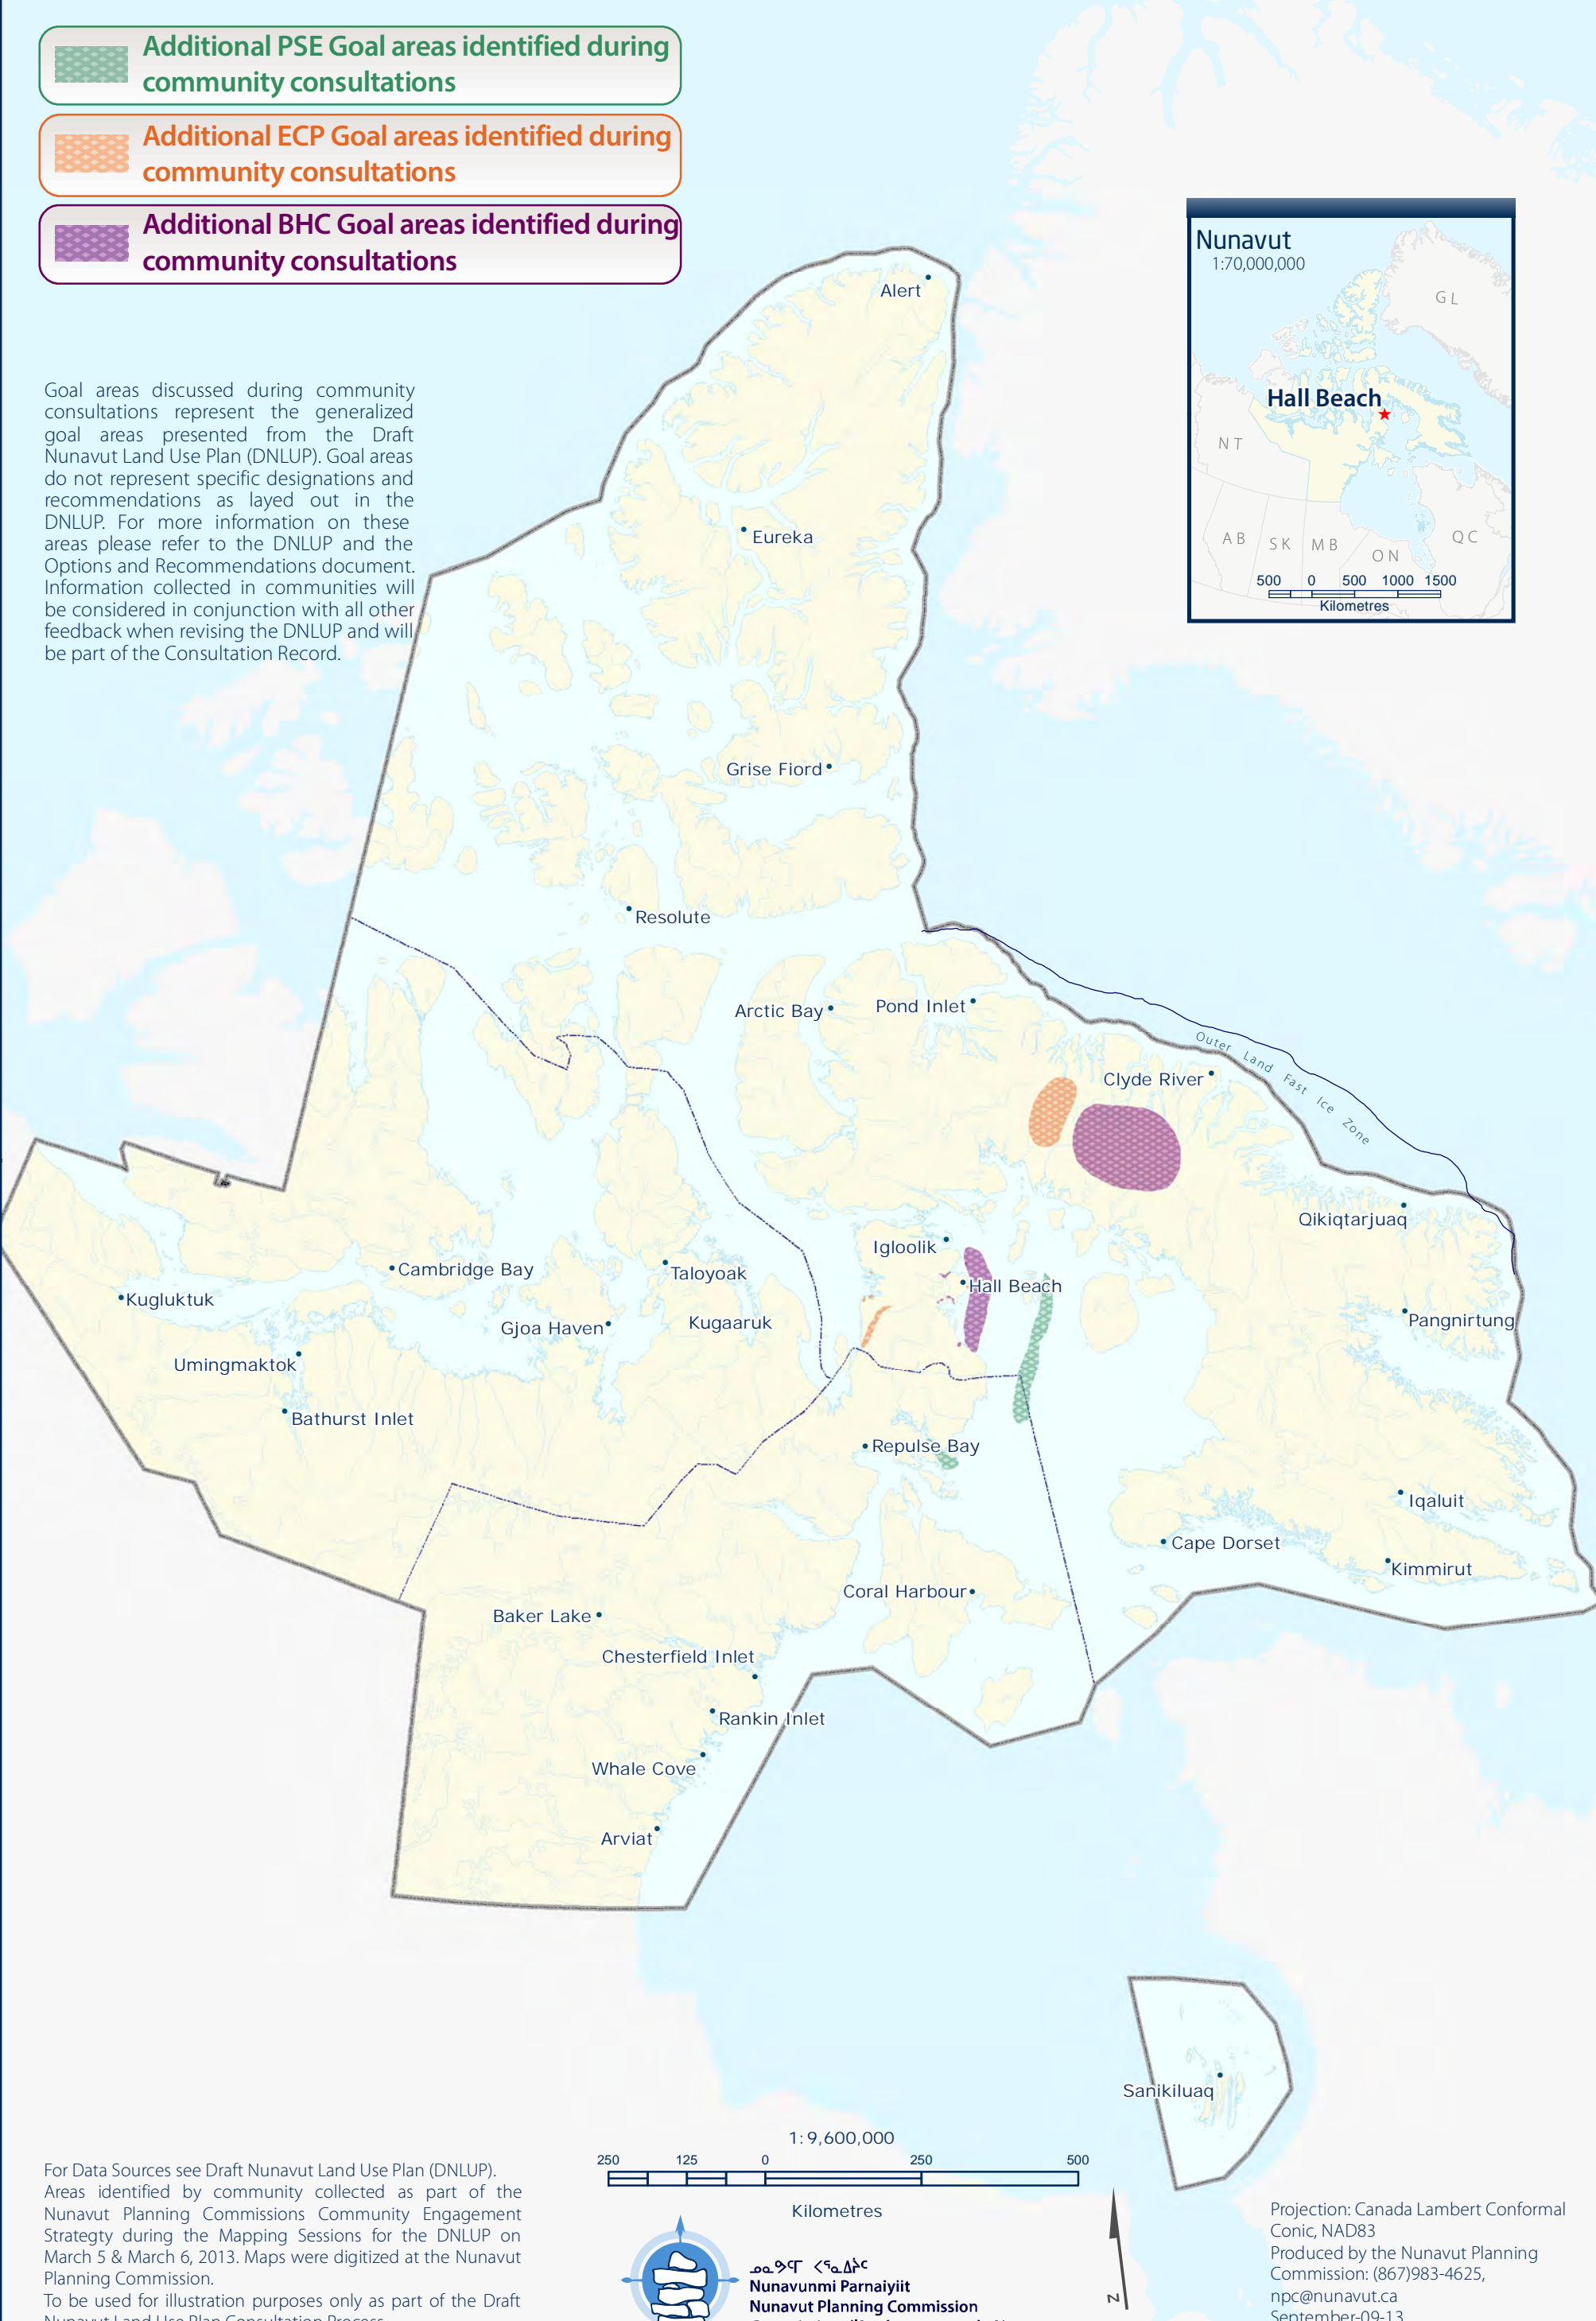 Additional PSE Goal areas identified during
community consultations
Additional ECP Goal areas identified during
community consultations
Additional BHC Goal areas identified during
community consultations
Goal areas discussed during community
consultations represent the generalized
goal areas presented from the Draft
Nunavut Land Use Plan (DNLUP). Goal areas
do not represent specific designations and
recommendations as layed out in the
DNLUP. For more information on these
areas please refer to the DNLUP and the
Options and Recommendations document.
Information collected in communities will
be considered in conjunction with all other
feedback when revising the DNLUP and will
be part of the Consultation Record.
Nunavut
1:70,000,000
GL
Hall Beach
NT
AB
SK
MB
ON
QC
500 0 500 1000 1500
Kilometres
Alert
Eureka
Grise Fiord
Resolute
Arctic Bay
Pond Inlet
Outer Land Fast Ice Zone
Clyde River
Qikiqtarjuaq
Igloolik
Cambridge Bay
Taloyoak
Hall Beach
Kugluktuk
Gjoa Haven
Kugaaruk
Pangnirtung
Umingmaktok
Bathurst Inlet
Repulse Bay
Iqaluit
Cape Dorset
Kimmirut
Coral Harbour
Baker Lake
Chesterfield Inlet
Rankin Inlet
Whale Cove
Arviat
Sanikiluaq
1:9,600,000
250 125 0 250 500
Kilometres
For Data Sources see Draft Nunavut Land Use Plan (DNLUP).
Areas identified by community collected as part of the
Nunavut Planning Commissions Community Engagement
Strategty during the Mapping Sessions for the DNLUP on
March 5 & March 6, 2013. Maps were digitized at the Nunavut
Planning Commission.
To be used for illustration purposes only as part of the Draft
Nunavut Land Use Plan Consultation Process
ᓄᓇᕗᒻᒥ ᐸᕐᓇᐃᔨᑦ
Nunavunmi Parnaiyiit
Nunavut Planning Commission
N
Projection: Canada Lambert Conformal
Conic, NAD83
Produced by the Nunavut Planning
Commission: (867)983-4625,
npc@nunavut.ca
September-09-13